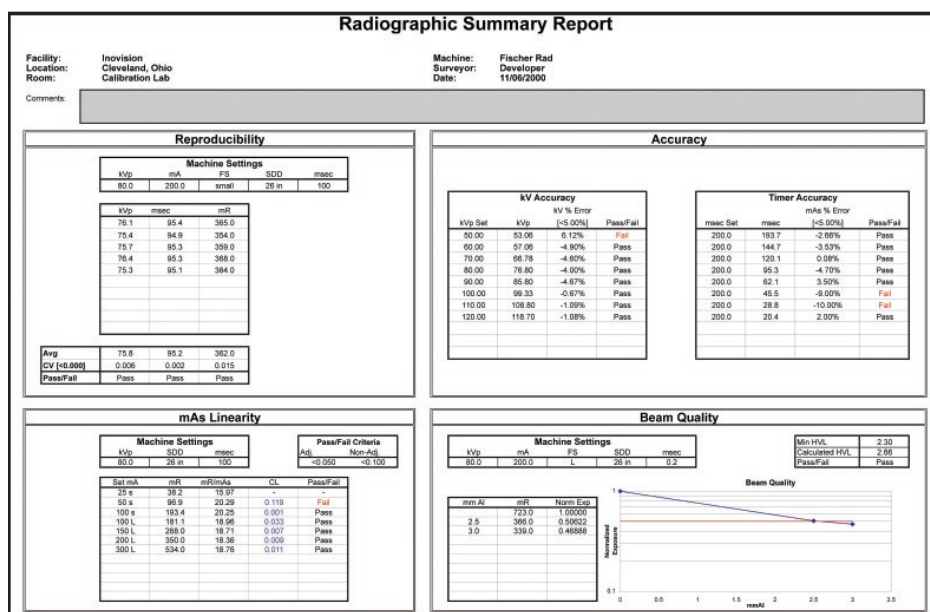 Radiographic Summary Report
Facility: Inovision Machine: Fischer Rad
Location: Cleveland, Ohio Surveyor: Developer
Room: Calibration Lab Date: 11/06/2000
Comments:
Reproducibility
Machine Settings
kVp mA FS SDD msec
80.0 200.0 small 26 in 100
kVp msec mR
76.1 95.4 365.0
75.4 94.9 354.0
75.7 95.3 359.0
76.4 95.3 368.0
75.3 95.1 364.0
Avg 75.8 95.2 362.0
CV [<0.000] 0.006 0.002 0.015
Pass/Fail Pass Pass Pass
Accuracy
kV Accuracy
kV % Error
kVp Set kVp [<5.00%] Pass/Fail
50.00 53.06 6.12% Fail
60.00 57.06 -4.90% Pass
70.00 66.78 -4.60% Pass
80.00 76.80 -4.00% Pass
90.00 85.80 -4.67% Pass
100.00 99.33 -0.67% Pass
110.00 108.80 -1.09% Pass
120.00 118.70 -1.08% Pass
Timer Accuracy
mAs % Error
msec Set msec [<5.00%] Pass/Fail
200.0 193.7 -2.66% Pass
200.0 144.7 -3.53% Pass
200.0 120.1 0.08% Pass
200.0 95.3 -4.70% Pass
200.0 62.1 3.50% Pass
200.0 45.5 -9.00% Fail
200.0 28.8 -10.00% Fail
200.0 20.4 2.00% Pass
mAs Linearity
Machine Settings
kVp SDD msec
80.0 26 in 100
Pass/Fail Criteria
Adj. Non-Adj.
<0.050 <0.100
Set mA mR mR/mAs CL Pass/Fail
25 s 38.2 15.97 - -
50 s 96.9 20.29 0.119 Fail
100 s 193.4 20.25 0.001 Pass
100 L 181.1 18.96 0.033 Pass
150 L 268.0 18.71 0.007 Pass
200 L 350.0 18.36 0.009 Pass
300 L 534.0 18.76 0.011 Pass
Beam Quality
Machine Settings
kVp mA FS SDD msec
80.0 200.0 L 26 in 0.2
Min HVL 2.30
Calculated HVL 2.66
Pass/Fail Pass
mm Al mR Norm Exp
723.0 1.00000
2.5 366.0 0.50622
3.0 339.0 0.46888
Beam Quality
Normalized
Exposure
1
0.1
0 0.5 1 1.5 2 2.5 3 3.5
mmAl